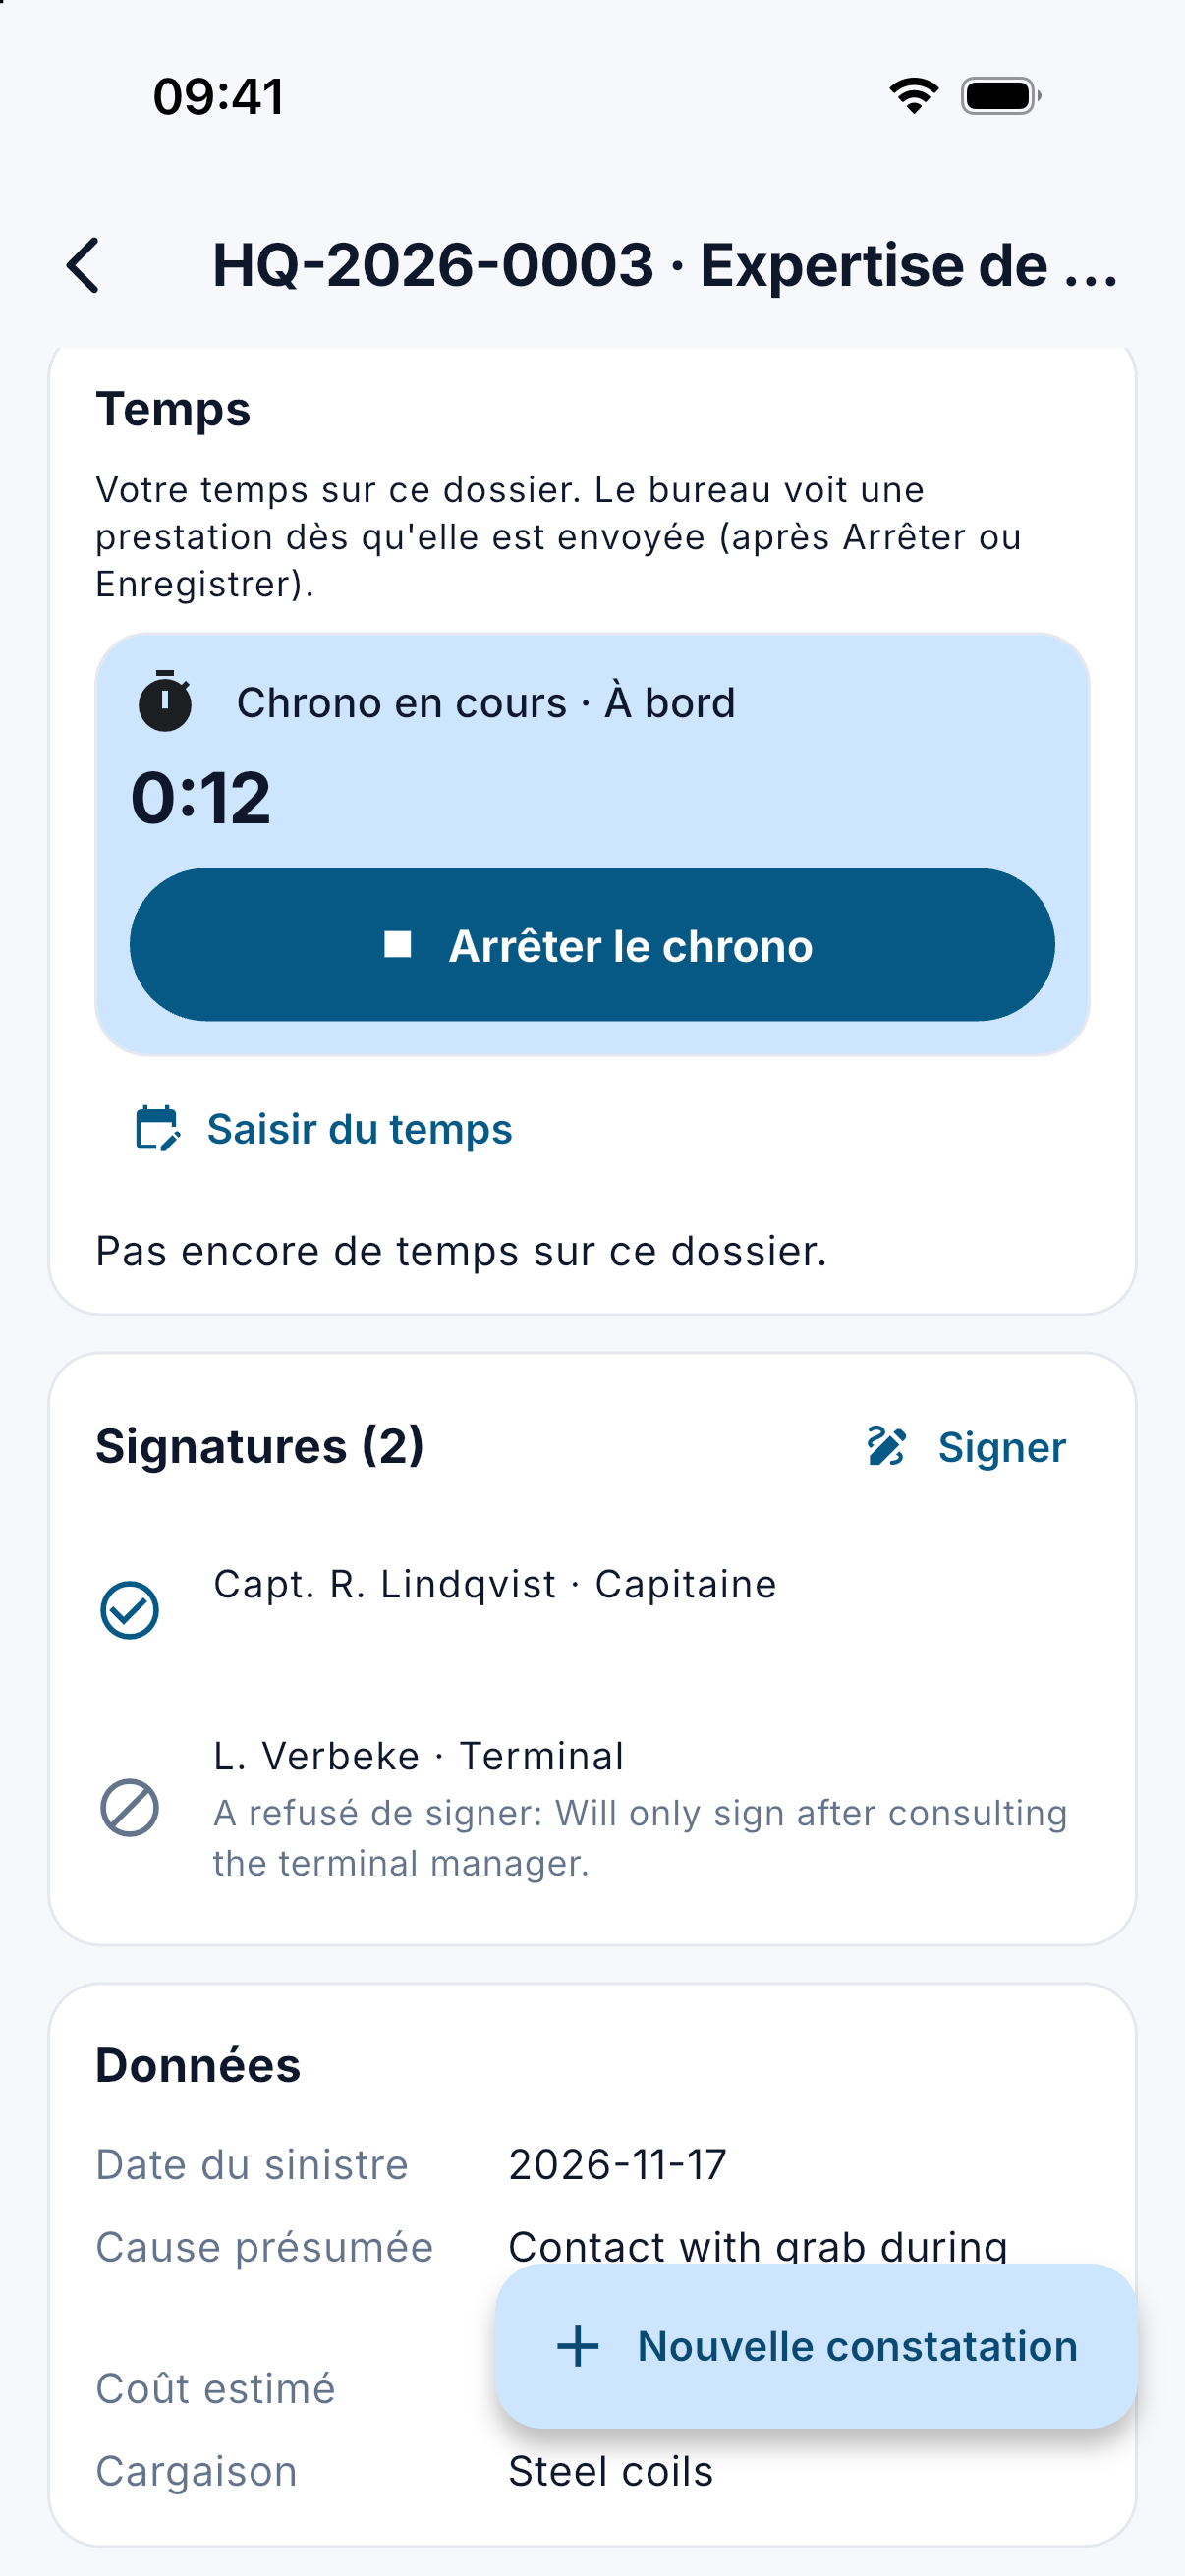 09:41
HQ-2026-0003 · Expertise de ...
Temps
Votre temps sur ce dossier. Le bureau voit une
prestation dès qu'elle est envoyée (après Arrêter ou
Enregistrer).
Chrono en cours · À bord
0:12
Arrêter le chrono
Saisir du temps
Pas encore de temps sur ce dossier.
Signatures (2)
Signer
Capt. R. Lindqvist · Capitaine
L. Verbeke · Terminal
A refusé de signer: Will only sign after consulting
the terminal manager.
Données
Date du sinistre 2026-11-17
Cause présumée Contact with grab during
Nouvelle constatation
Coût estimé
Cargaison Steel coils